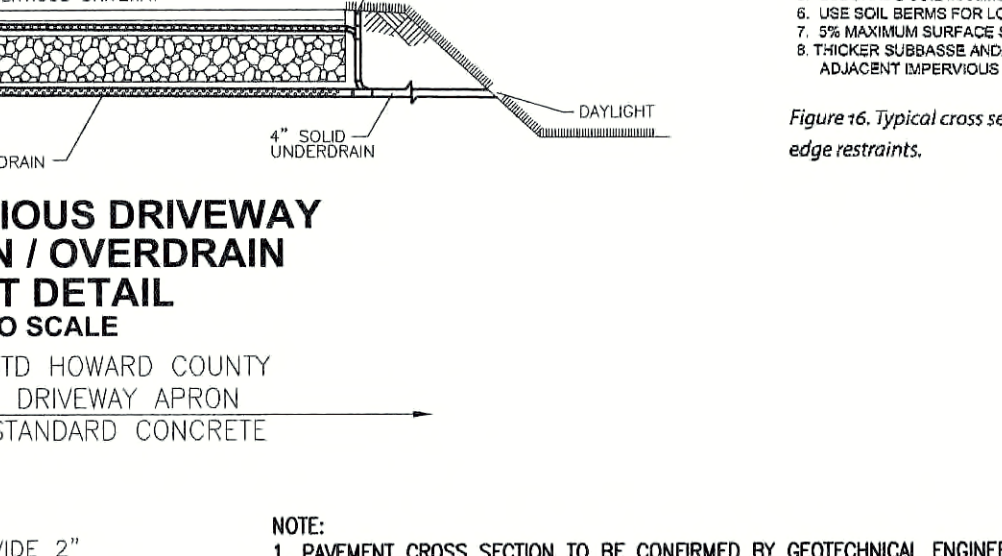 6. USE SOIL BERMS FOR LO
7. 5% MAXIMUM SURFACE S
8. THICKER SUBBASSE AND
ADJACENT IMPERVIOUS
DAYLIGHT
Figure 16. Typical cross se
edge restraints.
4" SOLID
UNDERDRAIN
DRAIN
IOUS DRIVEWAY
N / OVERDRAIN
T DETAIL
O SCALE
TD HOWARD COUNTY
DRIVEWAY APRON
STANDARD CONCRETE
NOTE:
VIDE 2"
1. PAVEMENT CROSS SECTION TO BE CONFIRMED BY GEOTECHNICAL ENGINEER